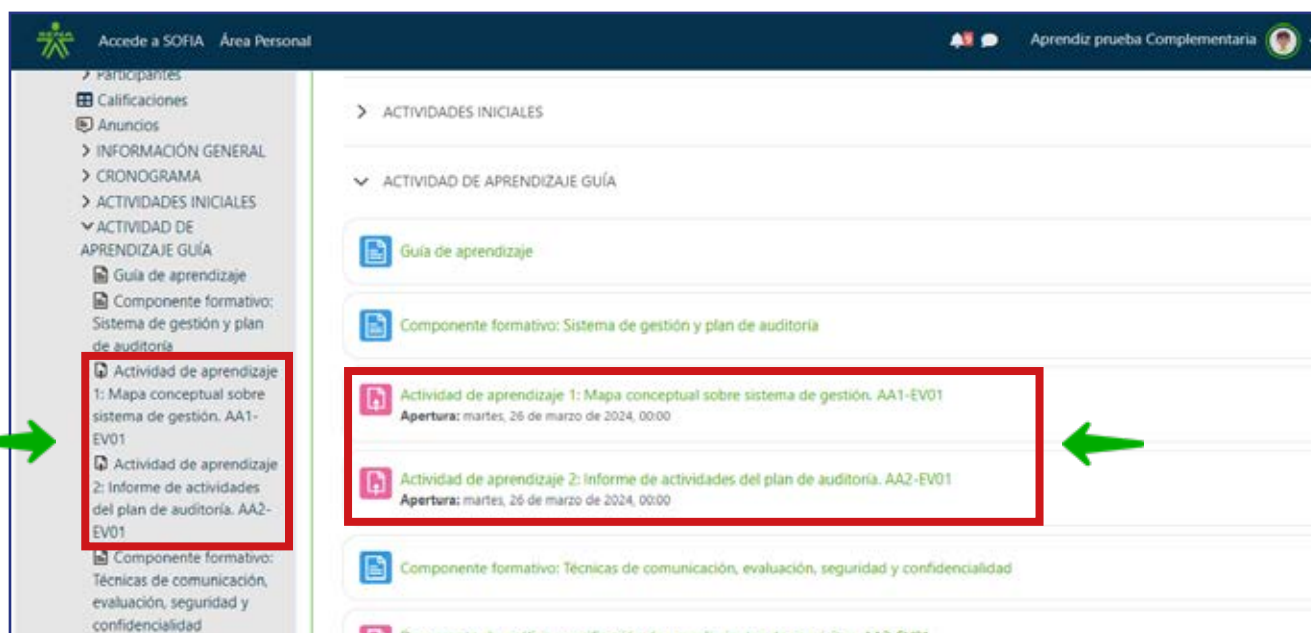 Accede a SOFIA Área Personal
Aprendiz prueba Complementaria
Participantes
Calificaciones
Anuncios
INFORMACIÓN GENERAL
CRONOGRAMA
ACTIVIDADES INICIALES
ACTIVIDAD DE
APRENDIZAJE GUÍA
Guía de aprendizaje
Componente formativo:
Sistema de gestión y plan
de auditoría
Actividad de aprendizaje
1: Mapa conceptual sobre
sistema de gestión. AA1-
EV01
Actividad de aprendizaje
2: Informe de actividades
del plan de auditoría. AA2-
EV01
Componente formativo:
Técnicas de comunicación,
evaluación, seguridad y
confidencialidad
ACTIVIDADES INICIALES
ACTIVIDAD DE APRENDIZAJE GUÍA
Guía de aprendizaje
Componente formativo: Sistema de gestión y plan de auditoría
Actividad de aprendizaje 1: Mapa conceptual sobre sistema de gestión. AA1-EV01
Apertura: martes, 26 de marzo de 2024, 00:00
Actividad de aprendizaje 2: Informe de actividades del plan de auditoría. AA2-EV01
Apertura: martes, 26 de marzo de 2024, 00:00
Componente formativo: Técnicas de comunicación, evaluación, seguridad y confidencialidad